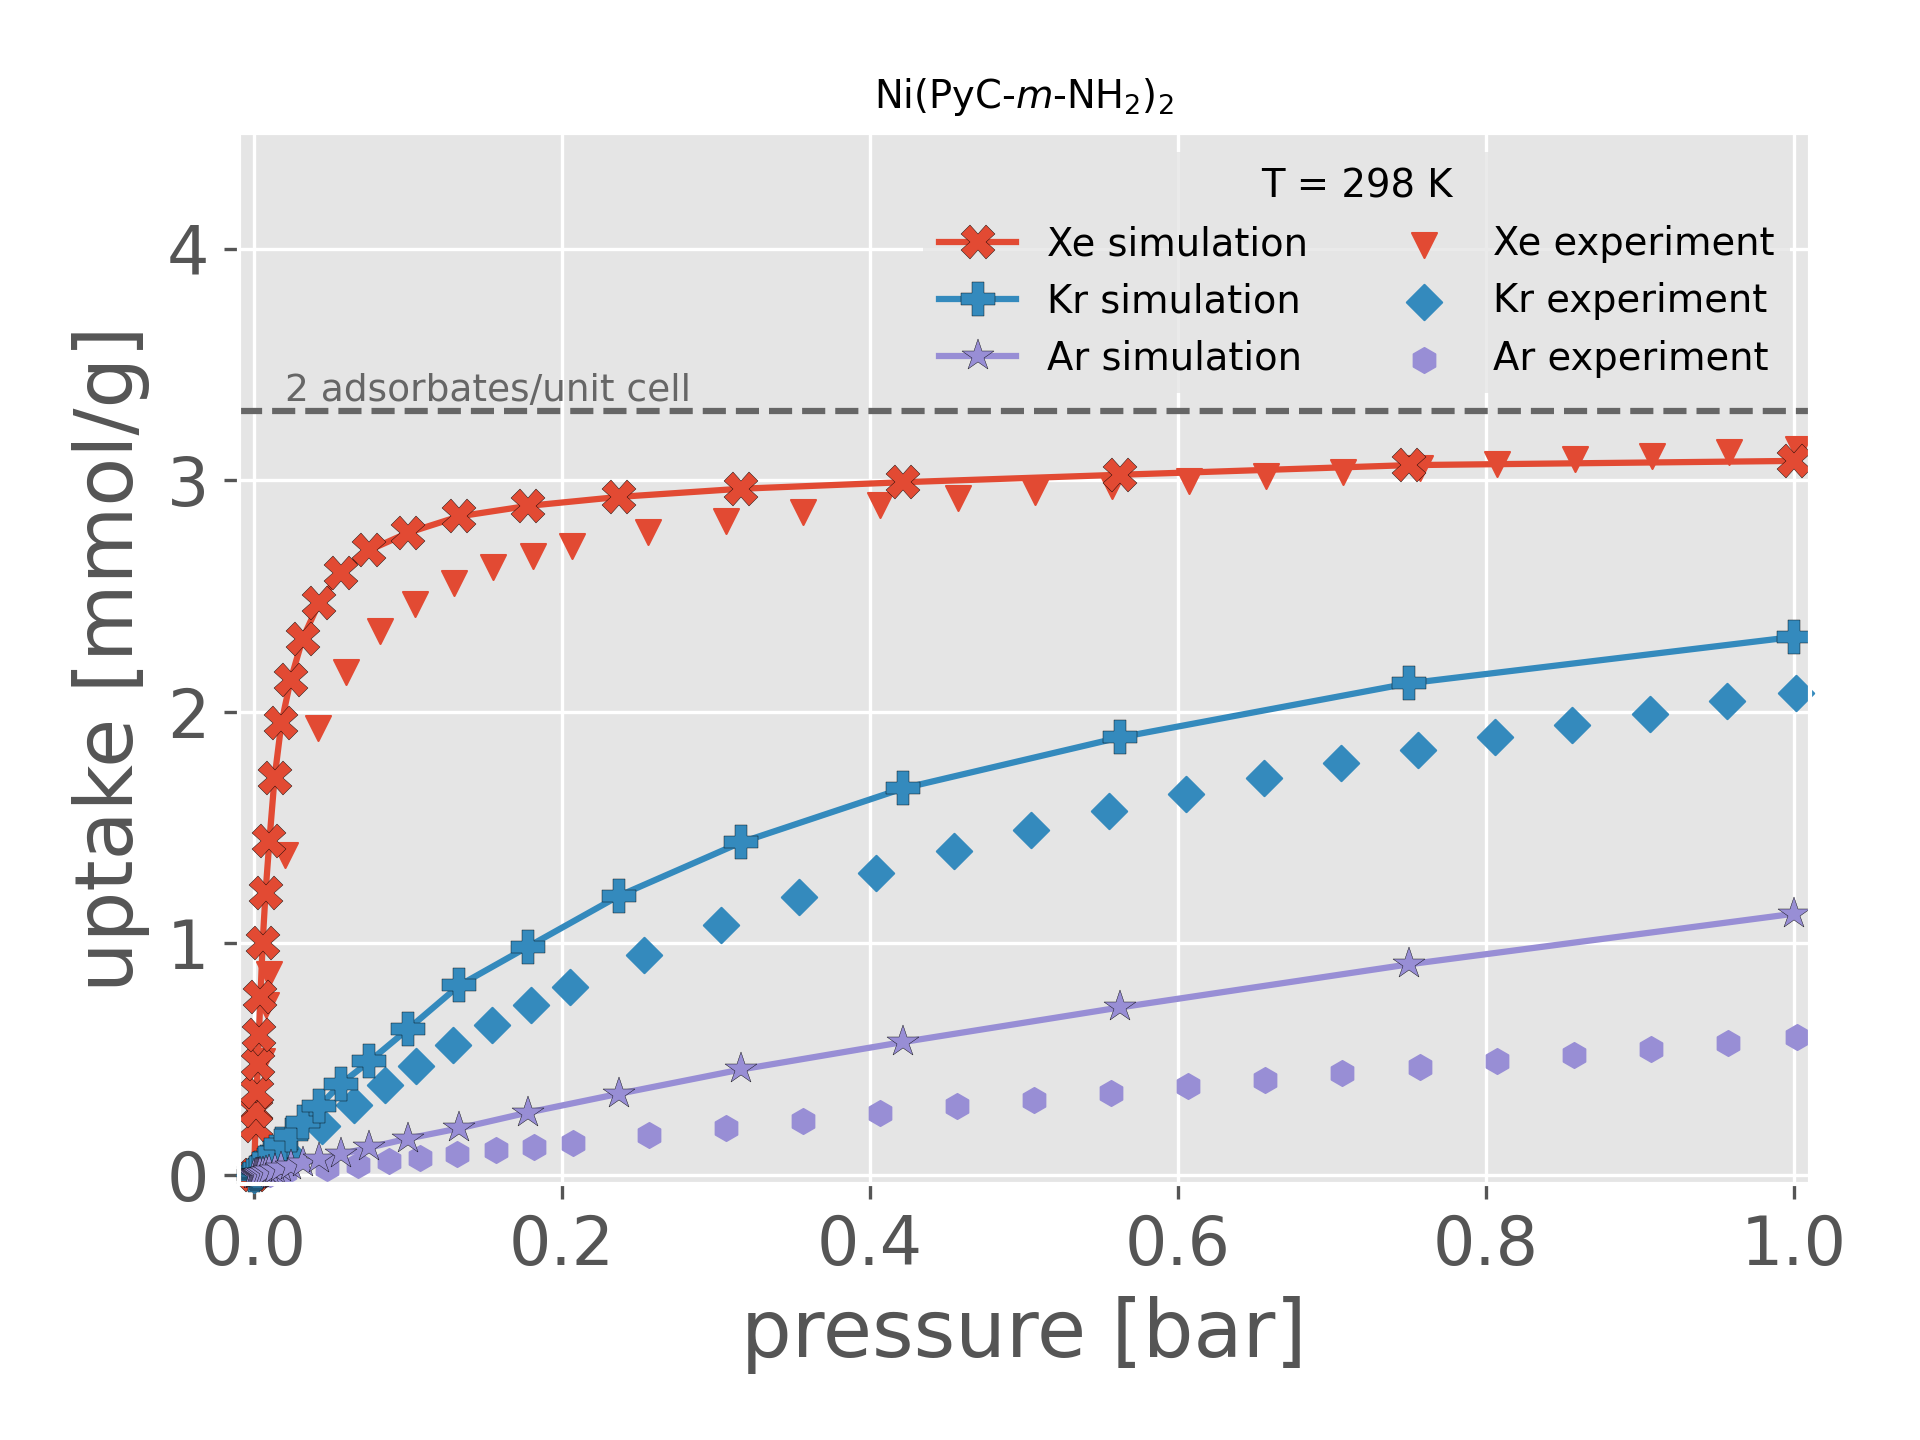 Ni(PyC-m-NH₂)₂
T = 298 K
Xe simulation
Kr simulation
Ar simulation
Xe experiment
Kr experiment
Ar experiment
2 adsorbates/unit cell
uptake [mmol/g]
4
3
2
1
0
0.0 0.2 0.4 0.6 0.8 1.0
pressure [bar]